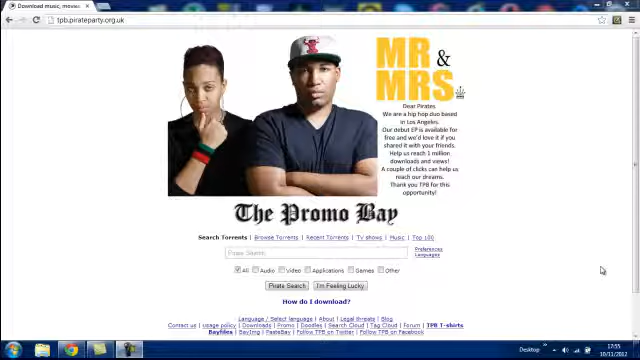 Download music, movies
tpb.pirateparty.org.uk
MR &
MRS
Dear Pirates
We are a hip hop duo based
in Los Angeles.
Our debut EP is available for
free and we'd love it if you
shared it with your friends.
Help us reach 1 million
downloads and views!
A couple of clicks can help us
reach our dreams.
Thank you TPB for this
opportunity!
The Promo Bay
Search Torrents | Browse Torrents | Recent Torrents | TV shows | Music | Top 100
Pirate Search
Preferences
Languages
All Audio Video Applications Games Other
Pirate Search I'm Feeling Lucky
How do I download?
Language / Select language | About | Legal threats | Blog
Contact us | Usage policy | Downloads | Promo | Doodles | Search Cloud | Tag Cloud | Forum | TPB T-shirts
Bayfiles | BayImg | PasteBay | Follow TPB on Twitter | Follow TPB on Facebook
Desktop
17:55
10/11/2012